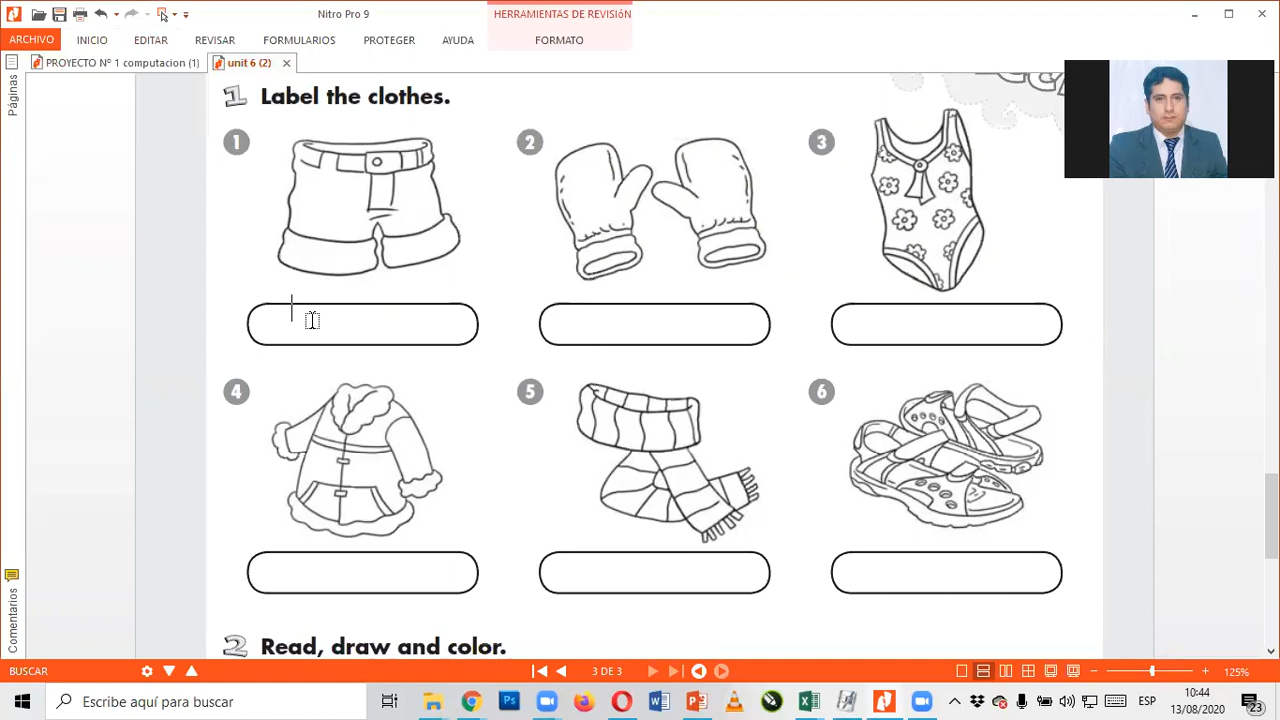 Nitro Pro 9
HERRAMIENTAS DE REVISIóN
ARCHIVO INICIO EDITAR REVISAR FORMULARIOS PROTEGER AYUDA FORMATO
PROYECTO Nº 1 computacion (1) unit 6 (2)
Páginas
1 Label the clothes.
1 2 3
4 5 6
2 Read, draw and color.
Comentarios
BUSCAR 3 DE 3 125%
Escribe aquí para buscar
ESP
10:44
13/08/2020
23